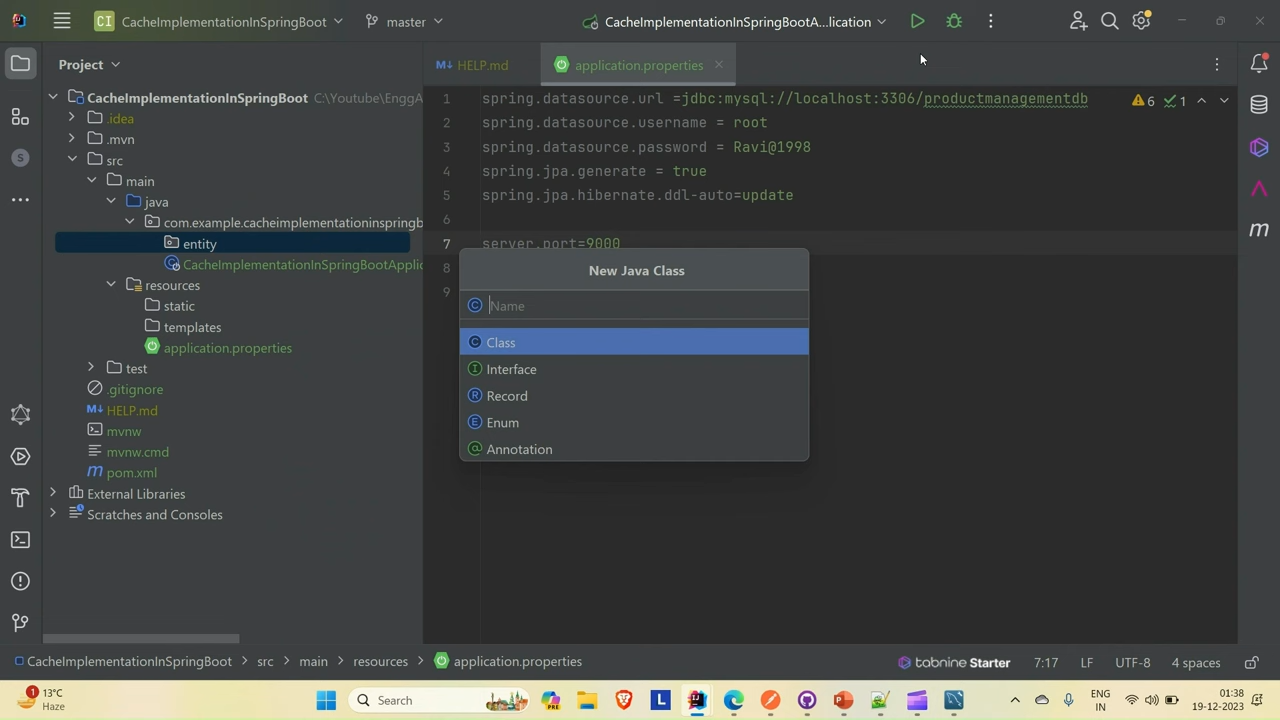 CI CacheImplementationInSpringBoot
master
CacheImplementationInSpringBootA...lication
Project
M↓ HELP.md
application.properties
CacheImplementationInSpringBoot C:\Youtube\EnggA
.idea
.mvn
src
main
java
com.example.cacheimplementationinspringb
entity
CacheImplementationInSpringBootApplic
resources
static
templates
application.properties
test
.gitignore
M↓ HELP.md
mvnw
mvnw.cmd
m pom.xml
External Libraries
Scratches and Consoles
1 spring.datasource.url =jdbc:mysql://localhost:3306/productmanagementdb
6 1
2 spring.datasource.username = root
3 spring.datasource.password = Ravi@1998
4 spring.jpa.generate = true
5 spring.jpa.hibernate.ddl-auto=update
6
7 server.port=9000
8
9
New Java Class
C Name
C Class
I Interface
R Record
E Enum
@ Annotation
S
m
CacheImplementationInSpringBoot > src > main > resources > application.properties
tabnine Starter
7:17
LF
UTF-8
4 spaces
1
13°C
Haze
Search
PRE
L
ENG
IN
01:38
19-12-2023